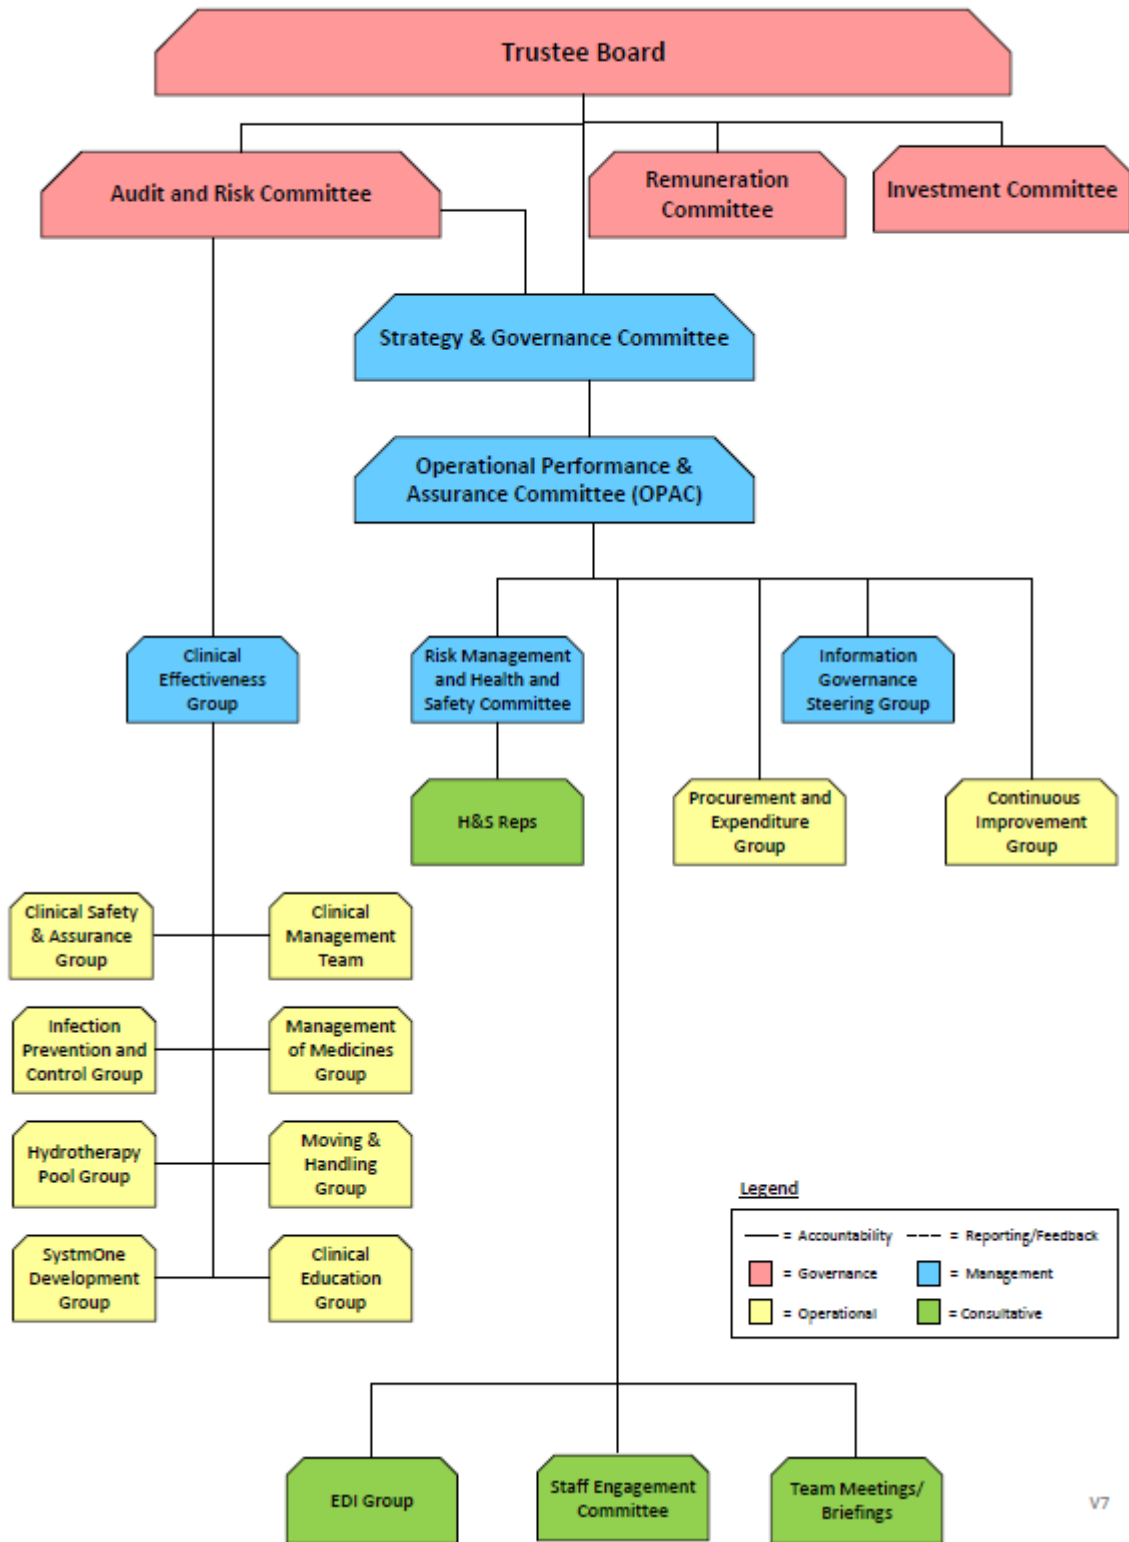 Trustee Board
Audit and Risk Committee
Remuneration
Committee
Investment Committee
Strategy & Governance Committee
Operational Performance &
Assurance Committee (OPAC)
Clinical
Effectiveness
Group
Risk Management
and Health and
Safety Committee
Information
Governance
Steering Group
H&S Reps
Procurement and
Expenditure
Group
Continuous
Improvement
Group
Clinical Safety
& Assurance
Group
Clinical
Management
Team
Infection
Prevention and
Control Group
Management
of Medicines
Group
Hydrotherapy
Pool Group
Moving &
Handling
Group
SystmOne
Development
Group
Clinical
Education
Group
Legend
= Accountability
= Reporting/Feedback
= Governance
= Management
= Operational
= Consultative
EDI Group
Staff Engagement
Committee
Team Meetings/
Briefings
V7